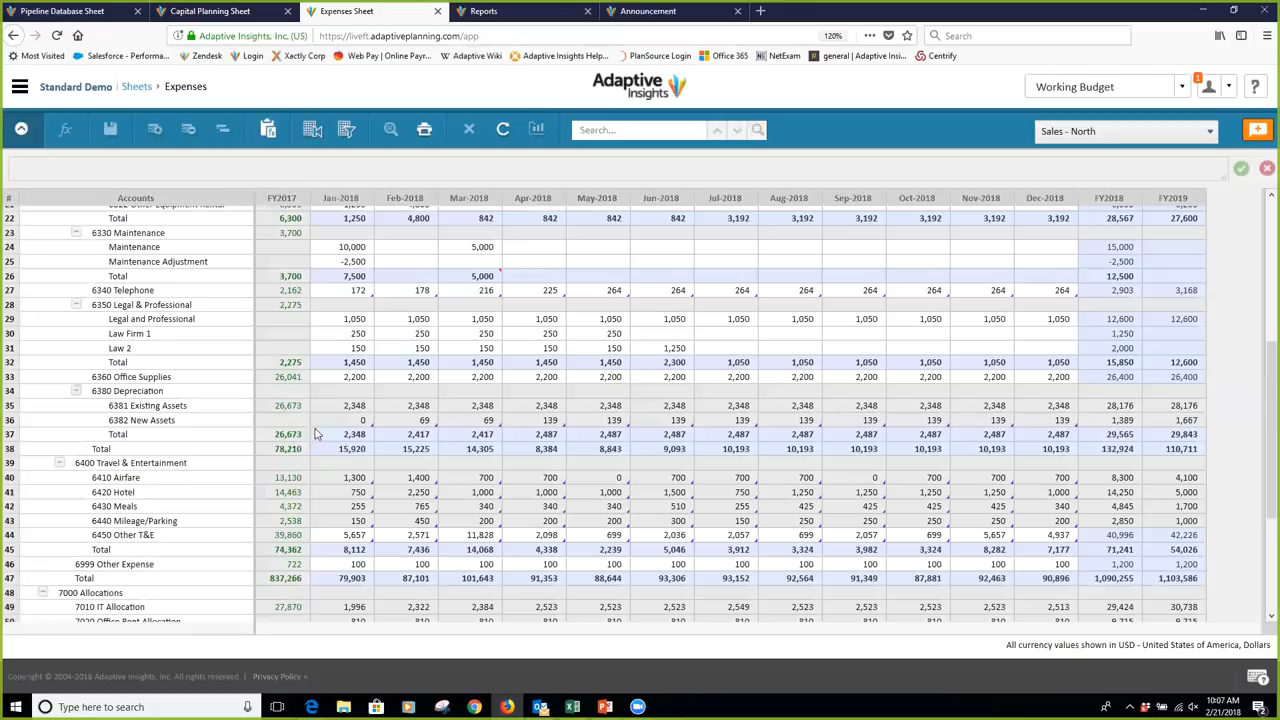 Pipeline Database Sheet Capital Planning Sheet Expenses Sheet Reports Announcement
Adaptive Insights, Inc. (US) https://liveft.adaptiveplanning.com/app 120% Search
Most Visited Salesforce - Performa... Zendesk Login Xactly Corp Web Pay | Online Payr... Adaptive Wiki Adaptive Insights Help... PlanSource Login Page Office 365 NetExam general | Adaptive Insi... Centrify
Standard Demo Sheets › Expenses Adaptive Insights Working Budget 1 ?
fx Search... Sales - North
# Accounts FY2017 Jan-2018 Feb-2018 Mar-2018 Apr-2018 May-2018 Jun-2018 Jul-2018 Aug-2018 Sep-2018 Oct-2018 Nov-2018 Dec-2018 FY2018 FY2019
22 Total 6,300 1,250 4,800 842 842 842 842 3,192 3,192 3,192 3,192 3,192 3,192 28,567 27,600
23 6330 Maintenance 3,700
24 Maintenance 10,000 5,000 15,000
25 Maintenance Adjustment -2,500 -2,500
26 Total 3,700 7,500 5,000 12,500
27 6340 Telephone 2,162 172 178 216 225 264 264 264 264 264 264 264 264 2,903 3,168
28 6350 Legal & Professional 2,275
29 Legal and Professional 1,050 1,050 1,050 1,050 1,050 1,050 1,050 1,050 1,050 1,050 1,050 1,050 12,600 12,600
30 Law Firm 1 250 250 250 250 250 1,250
31 Law 2 150 150 150 150 150 1,250 2,000
32 Total 2,275 1,450 1,450 1,450 1,450 1,450 2,300 1,050 1,050 1,050 1,050 1,050 1,050 15,850 12,600
33 6360 Office Supplies 26,041 2,200 2,200 2,200 2,200 2,200 2,200 2,200 2,200 2,200 2,200 2,200 2,200 26,400 26,400
34 6380 Depreciation
35 6381 Existing Assets 26,673 2,348 2,348 2,348 2,348 2,348 2,348 2,348 2,348 2,348 2,348 2,348 2,348 28,176 28,176
36 6382 New Assets 0 69 69 139 139 139 139 139 139 139 139 139 1,389 1,667
37 Total 26,673 2,348 2,417 2,417 2,487 2,487 2,487 2,487 2,487 2,487 2,487 2,487 2,487 29,565 29,843
38 Total 78,210 15,920 15,225 14,305 8,384 8,843 9,093 10,193 10,193 10,193 10,193 10,193 10,193 132,924 110,711
39 6400 Travel & Entertainment
40 6410 Airfare 13,130 1,300 1,400 700 700 0 700 700 700 0 700 700 700 8,300 4,100
41 6420 Hotel 14,463 750 2,250 1,000 1,000 1,000 1,500 750 1,250 1,250 1,250 1,250 1,000 14,250 5,000
42 6430 Meals 4,372 255 765 340 340 340 510 255 425 425 425 425 340 4,845 1,700
43 6440 Mileage/Parking 2,538 150 450 200 200 200 300 150 250 250 250 250 200 2,850 1,000
44 6450 Other T&E 39,860 5,657 2,571 11,828 2,098 699 2,036 2,057 699 2,057 699 5,657 4,937 40,996 42,226
45 Total 74,362 8,112 7,436 14,068 4,338 2,239 5,046 3,912 3,324 3,982 3,324 8,282 7,177 71,241 54,026
46 6999 Other Expense 722 100 100 100 100 100 100 100 100 100 100 100 100 1,200 1,200
47 Total 837,266 79,903 87,101 101,643 91,353 88,644 93,306 93,152 92,564 91,349 87,881 92,463 90,896 1,090,255 1,103,586
48 7000 Allocations
49 7010 IT Allocation 27,870 1,996 2,322 2,384 2,523 2,523 2,523 2,549 2,523 2,523 2,523 2,523 2,513 29,424 30,738
All currency values shown in USD - United States of America, Dollars
Copyright © 2004-2018 Adaptive Insights, Inc. All rights reserved. Privacy Policy »
Type here to search 10:07 AM
2/21/2018